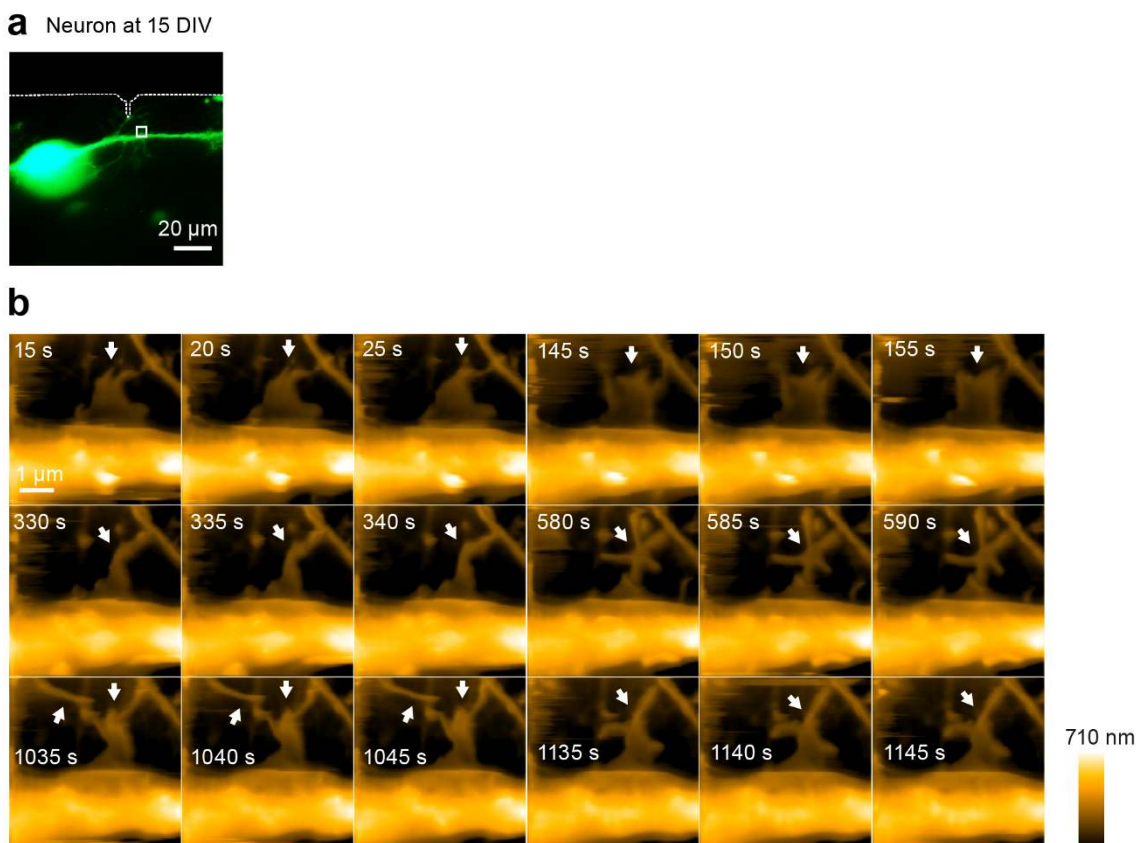 a Neuron at 15 DIV
20 µm
b
15 s 20 s 25 s 145 s 150 s 155 s
1 µm
330 s 335 s 340 s 580 s 585 s 590 s
1035 s 1040 s 1045 s 1135 s 1140 s 1145 s
710 nm